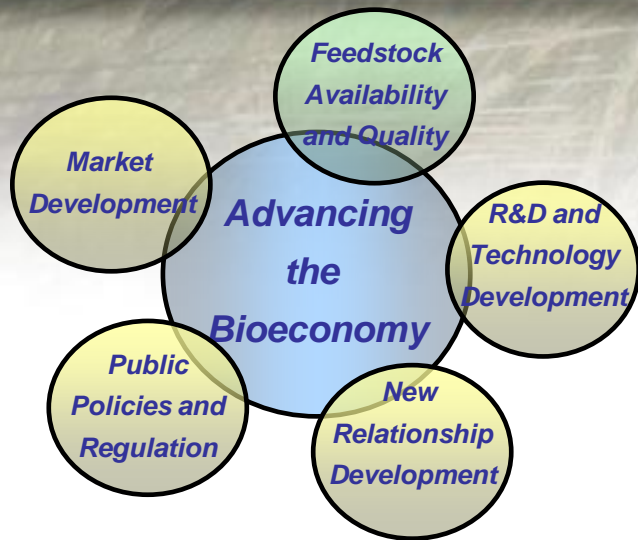 Feedstock
Availability
and Quality
Market
Development
Advancing
the
Bioeconomy
R&D and
Technology
Development
Public
Policies and
Regulation
New
Relationship
Development